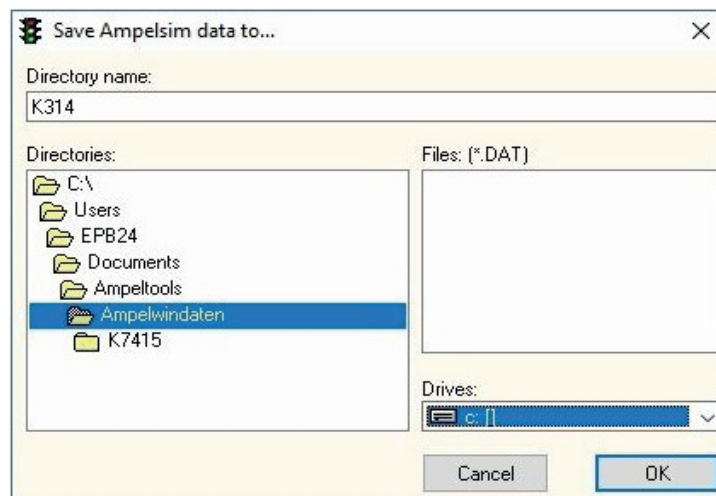 Save Ampelsim data to...
Directory name:
K314
Directories:
C:\
Users
EPB24
Documents
Ampeltools
Ampelwindaten
K7415
Files: (*.DAT)
Drives:
c: []
Cancel
OK